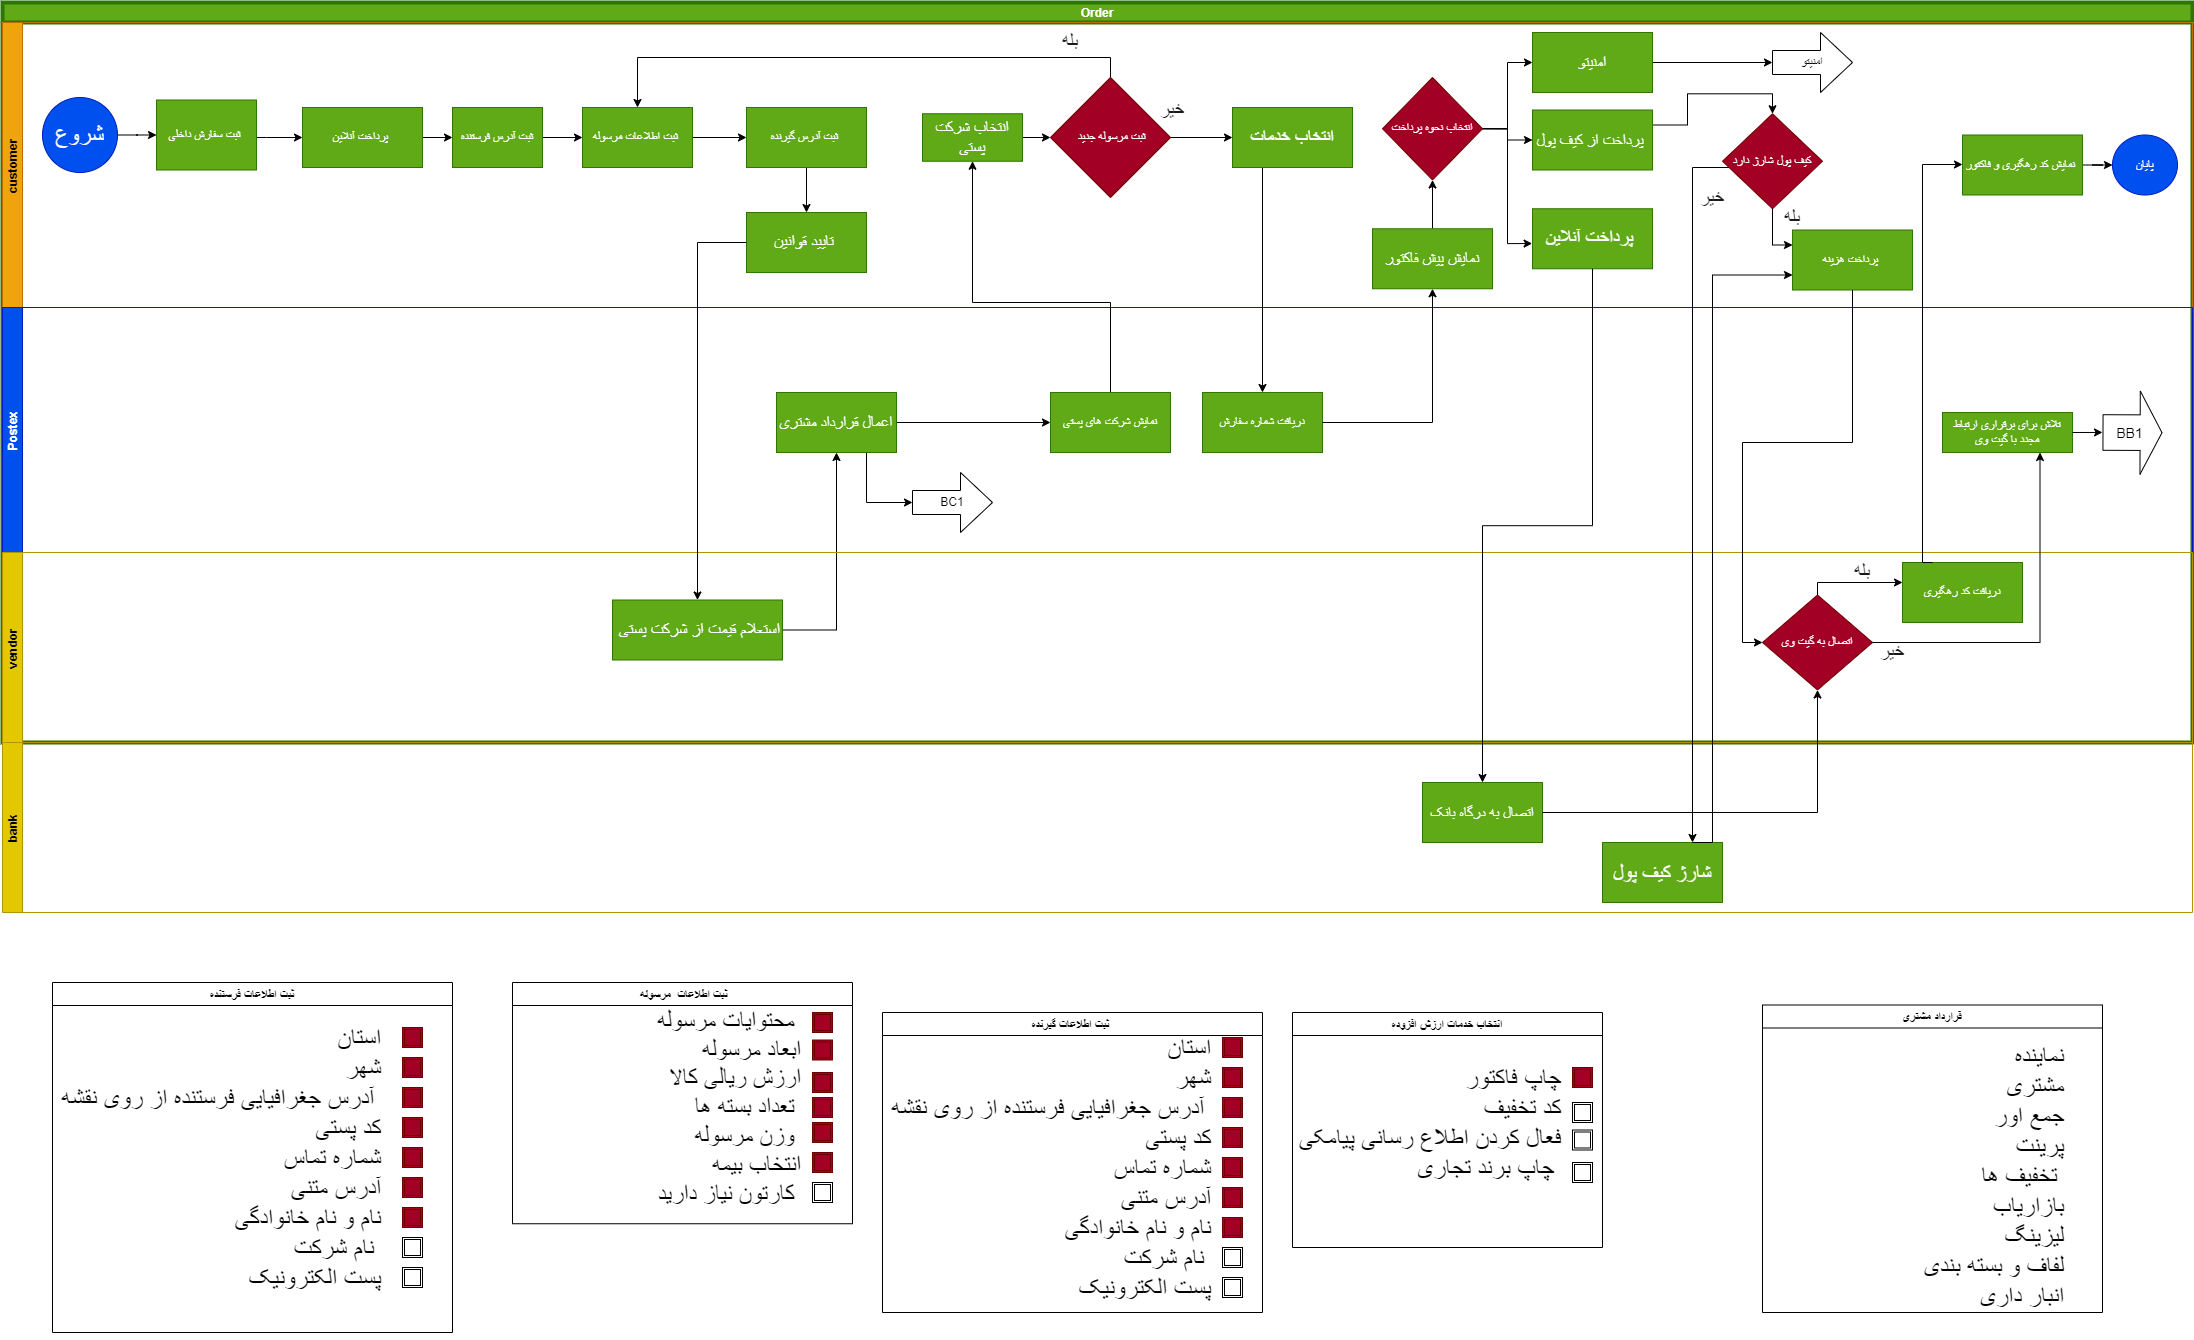 Order
customer
شروع
ثبت سفارش داخلی
پرداخت آنلاین
ثبت آدرس فرستنده
ثبت اطلاعات مرسوله
ثبت آدرس گیرنده
تایید قوانین
انتخاب شرکت
پستی
بله
ثبت مرسوله جدید
خیر
انتخاب خدمات
نمایش پیش فاکتور
انتخاب نحوه پرداخت
امنیتو
امنیتو
پرداخت از کیف پول
پرداخت آنلاین
کیف پول شارژ دارد
خیر
بله
پرداخت هزینه
نمایش کد رهگیری و فاکتور
پایان
Postex
اعمال قرارداد مشتری
BC1
نمایش شرکت های پستی
دریافت شماره سفارش
تلاش برای برقراری ارتباط
مجدد با گیت وی
BB1
vendor
استعلام قیمت از شرکت پستی
اتصال به گیت وی
بله
خیر
دریافت کد رهگیری
bank
اتصال به درگاه بانک
شارژ کیف پول
ثبت اطلاعات فرستنده
استان
شهر
آدرس جغرافیایی فرستنده از روی نقشه
کد پستی
شماره تماس
آدرس متنی
نام و نام خانوادگی
نام شرکت
پست الکترونیک
ثبت اطلاعات مرسوله
محتوایات مرسوله
ابعاد مرسوله
ارزش ریالی کالا
تعداد بسته ها
وزن مرسوله
انتخاب بیمه
کارتون نیاز دارید
ثبت اطلاعات گیرنده
استان
شهر
آدرس جغرافیایی فرستنده از روی نقشه
کد پستی
شماره تماس
آدرس متنی
نام و نام خانوادگی
نام شرکت
پست الکترونیک
انتخاب خدمات ارزش افزوده
چاپ فاکتور
کد تخفیف
فعال کردن اطلاع رسانی پیامکی
چاپ برند تجاری
قرارداد مشتری
نماینده
مشتری
جمع اور
پرینت
تخفیف ها
بازاریاب
لیزینگ
لفاف و بسته بندی
انبار داری